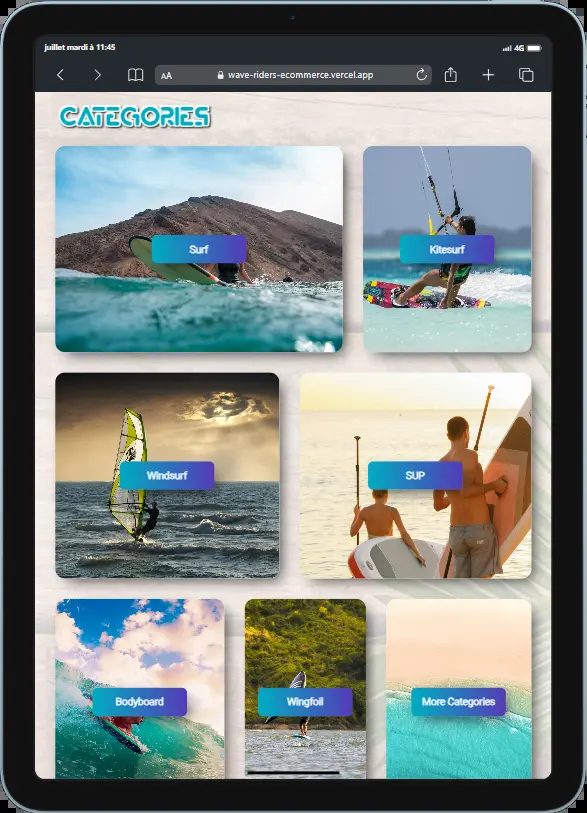 juillet mardi à 11:45
4G
AA
wave-riders-ecommerce.vercel.app
CATEGORIES
Surf
Kitesurf
Windsurf
SUP
Bodyboard
Wingfoil
More Categories